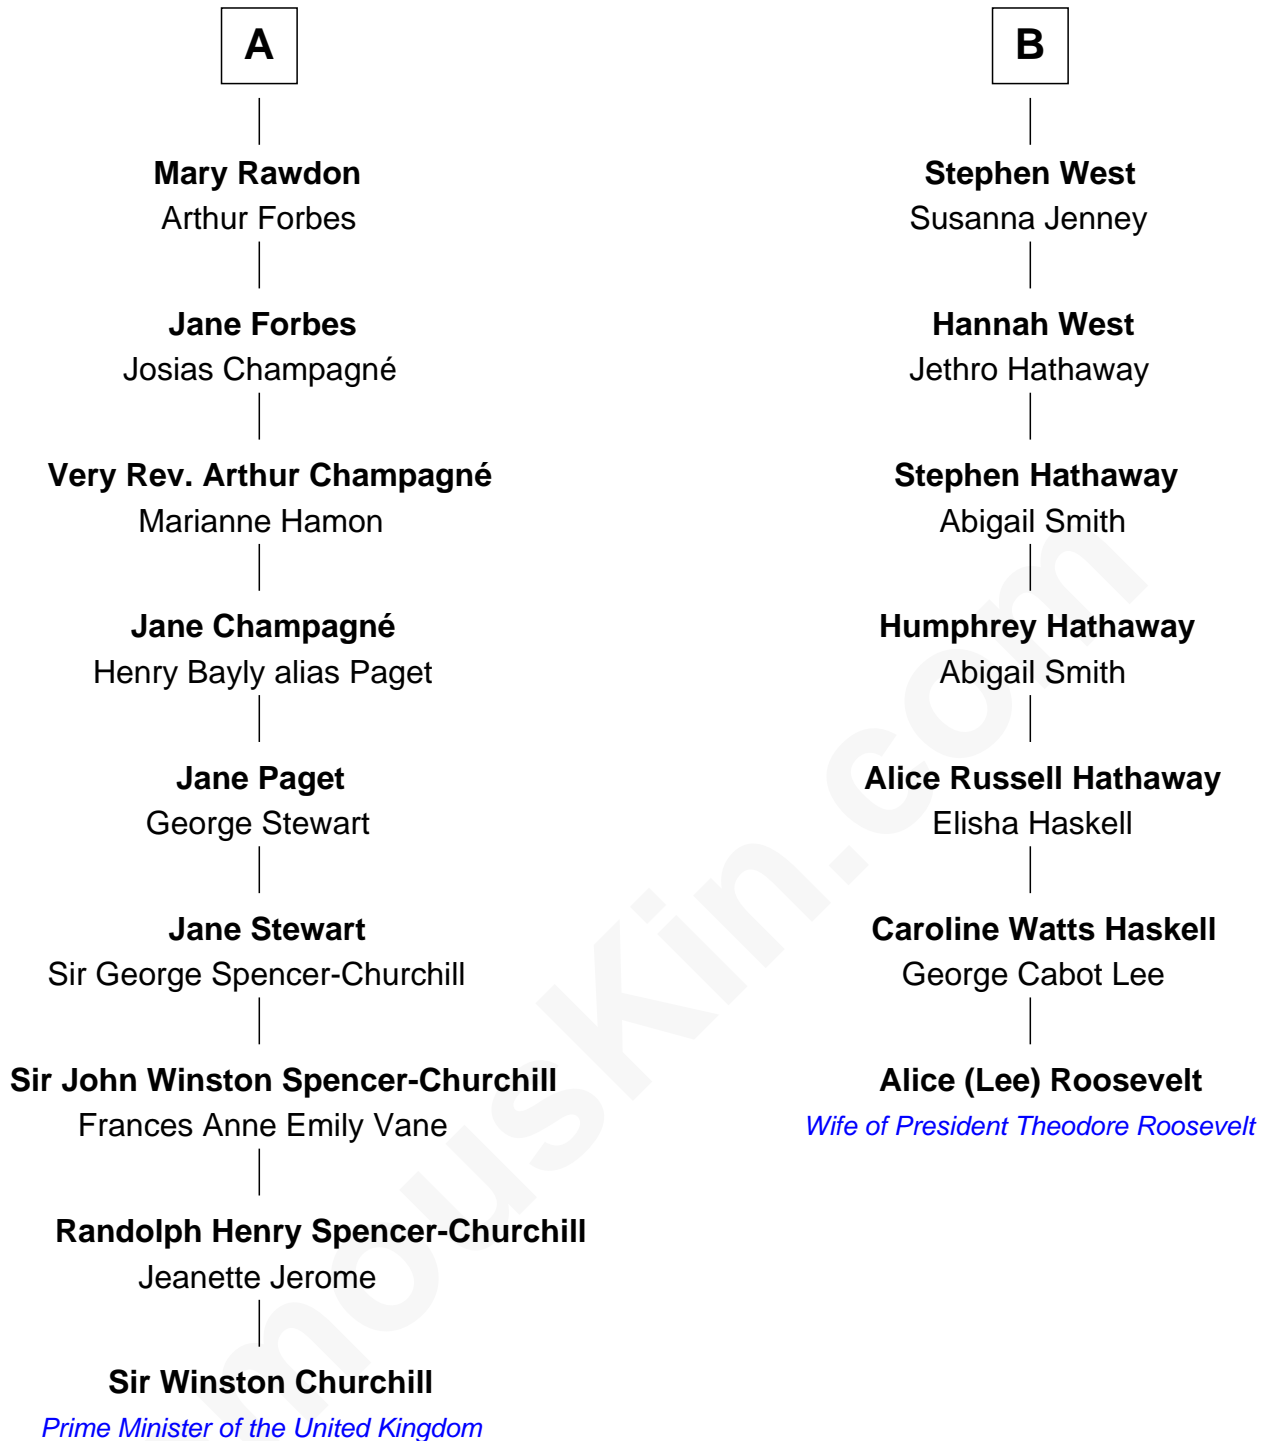 A
Mary Rawdon
Arthur Forbes
Jane Forbes
Josias Champagné
Very Rev. Arthur Champagné
Marianne Hamon
Jane Champagné
Henry Bayly alias Paget
Jane Paget
George Stewart
Jane Stewart
Sir George Spencer-Churchill
Sir John Winston Spencer-Churchill
Frances Anne Emily Vane
Randolph Henry Spencer-Churchill
Jeanette Jerome
Sir Winston Churchill
Prime Minister of the United Kingdom
B
Stephen West
Susanna Jenney
Hannah West
Jethro Hathaway
Stephen Hathaway
Abigail Smith
Humphrey Hathaway
Abigail Smith
Alice Russell Hathaway
Elisha Haskell
Caroline Watts Haskell
George Cabot Lee
Alice (Lee) Roosevelt
Wife of President Theodore Roosevelt
mousKin.com